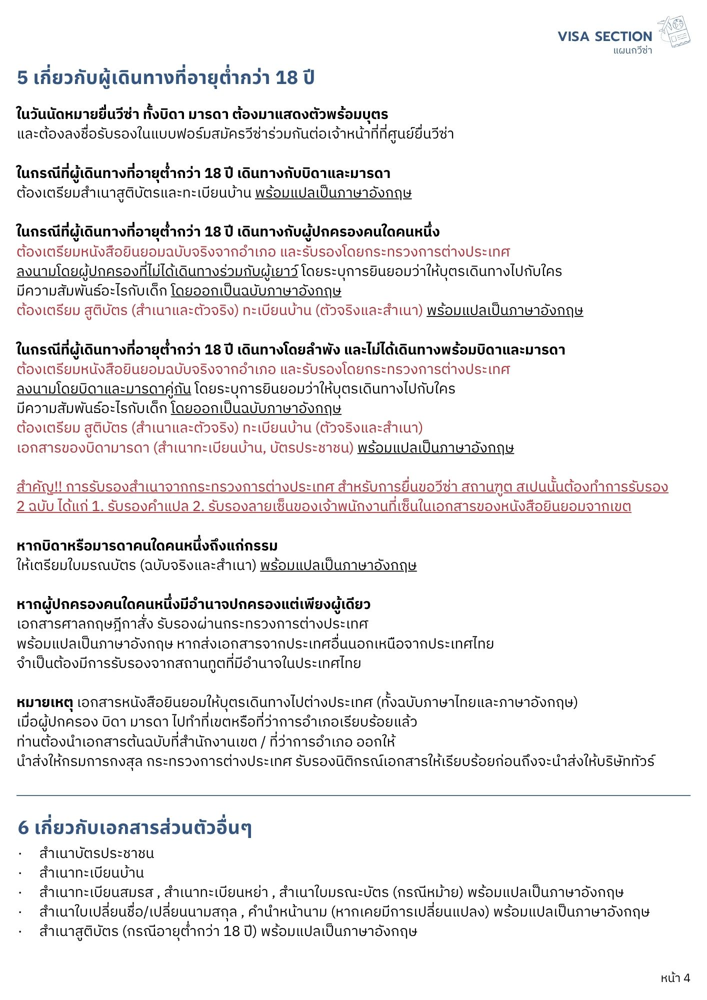 VISA SECTION
แผนกวีซ่า
5 เกี่ยวกับผู้เดินทางที่อายุต่ำกว่า 18 ปี
ในวันนัดหมายยื่นวีซ่า ทั้งบิดา มารดา ต้องมาแสดงตัวพร้อมบุตร
และต้องลงชื่อรับรองในแบบฟอร์มสมัครวีซ่าร่วมกันต่อเจ้าหน้าที่ที่ศูนย์ยื่นวีซ่า
ในกรณีที่ผู้เดินทางที่อายุต่ำกว่า 18 ปี เดินทางกับบิดาและมารดา
ต้องเตรียมสำเนาสูติบัตรและทะเบียนบ้าน พร้อมแปลเป็นภาษาอังกฤษ
ในกรณีที่ผู้เดินทางที่อายุต่ำกว่า 18 ปี เดินทางกับผู้ปกครองคนใดคนหนึ่ง
ต้องเตรียมหนังสือยินยอมฉบับจริงจากอำเภอ และรับรองโดยกระทรวงการต่างประเทศ
ลงนามโดยผู้ปกครองที่ไม่ได้เดินทางร่วมกับผู้เยาว์ โดยระบุการยินยอมว่าให้บุตรเดินทางไปกับใคร
มีความสัมพันธ์อะไรกับเด็ก โดยออกเป็นฉบับภาษาอังกฤษ
ต้องเตรียม สูติบัตร (สำเนาและตัวจริง) ทะเบียนบ้าน (ตัวจริงและสำเนา) พร้อมแปลเป็นภาษาอังกฤษ
ในกรณีที่ผู้เดินทางที่อายุต่ำกว่า 18 ปี เดินทางโดยลำพัง และไม่ได้เดินทางพร้อมบิดาและมารดา
ต้องเตรียมหนังสือยินยอมฉบับจริงจากอำเภอ และรับรองโดยกระทรวงการต่างประเทศ
ลงนามโดยบิดาและมารดาคู่กัน โดยระบุการยินยอมว่าให้บุตรเดินทางไปกับใคร
มีความสัมพันธ์อะไรกับเด็ก โดยออกเป็นฉบับภาษาอังกฤษ
ต้องเตรียม สูติบัตร (สำเนาและตัวจริง) ทะเบียนบ้าน (ตัวจริงและสำเนา)
เอกสารของบิดามารดา (สำเนาทะเบียนบ้าน, บัตรประชาชน) พร้อมแปลเป็นภาษาอังกฤษ
สำคัญ!! การรับรองสำเนาจากกระทรวงการต่างประเทศ สำหรับการยื่นขอวีซ่า สถานฑูต สเปนนั้นต้องทำการรับรอง
2 ฉบับ ได้แก่ 1. รับรองคำแปล 2. รับรองลายเซ็นของเจ้าพนักงานที่เซ็นในเอกสารของหนังสือยินยอมจากเขต
หากบิดาหรือมารดาคนใดคนหนึ่งถึงแก่กรรม
ให้เตรียมใบมรณบัตร (ฉบับจริงและสำเนา) พร้อมแปลเป็นภาษาอังกฤษ
หากผู้ปกครองคนใดคนหนึ่งมีอำนาจปกครองแต่เพียงผู้เดียว
เอกสารศาลกฤษฎีกาสั่ง รับรองผ่านกระทรวงการต่างประเทศ
พร้อมแปลเป็นภาษาอังกฤษ หากส่งเอกสารจากประเทศอื่นนอกเหนือจากประเทศไทย
จำเป็นต้องมีการรับรองจากสถานทูตที่มีอำนาจในประเทศไทย
หมายเหตุ เอกสารหนังสือยินยอมให้บุตรเดินทางไปต่างประเทศ (ทั้งฉบับภาษาไทยและภาษาอังกฤษ)
เมื่อผู้ปกครอง บิดา มารดา ไปทำที่เขตหรือที่ว่าการอำเภอเรียบร้อยแล้ว
ท่านต้องนำเอกสารต้นฉบับที่สำนักงานเขต / ที่ว่าการอำเภอ ออกให้
นำส่งให้กรมการกงสุล กระทรวงการต่างประเทศ รับรองนิติกรณ์เอกสารให้เรียบร้อยก่อนถึงจะนำส่งให้บริษัททัวร์
6 เกี่ยวกับเอกสารส่วนตัวอื่นๆ
· สำเนาบัตรประชาชน
· สำเนาทะเบียนบ้าน
· สำเนาทะเบียนสมรส , สำเนาทะเบียนหย่า , สำเนาใบมรณะบัตร (กรณีหม้าย) พร้อมแปลเป็นภาษาอังกฤษ
· สำเนาใบเปลี่ยนชื่อ/เปลี่ยนนามสกุล , คำนำหน้านาม (หากเคยมีการเปลี่ยนแปลง) พร้อมแปลเป็นภาษาอังกฤษ
· สำเนาสูติบัตร (กรณีอายุต่ำกว่า 18 ปี) พร้อมแปลเป็นภาษาอังกฤษ
หน้า 4